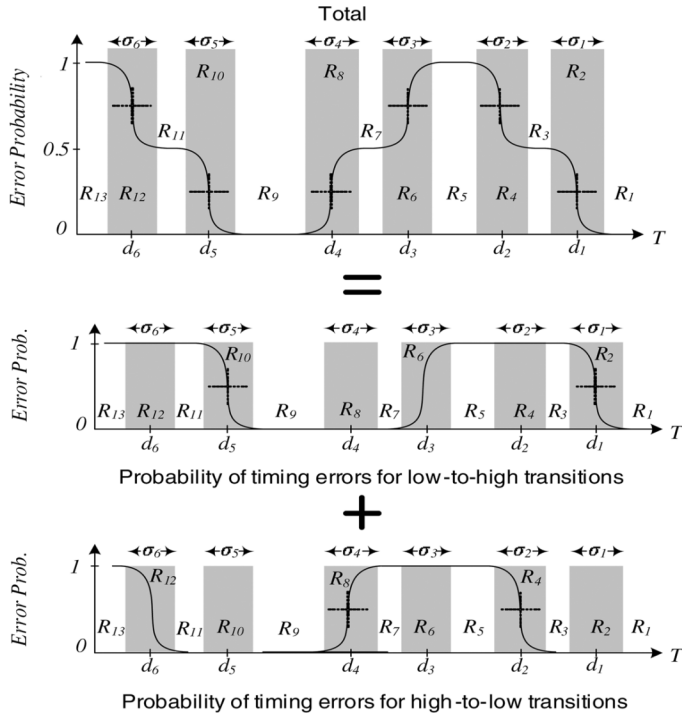 Total
σ6 σ5 σ4 σ3 σ2 σ1
Error Probability
1
R10 R8 R2
R11 R7 R3
0.5
R13 R12 R9 R6 R5 R4 R1
0
d6 d5 d4 d3 d2 d1 T
=
σ6 σ5 σ4 σ3 σ2 σ1
Error Prob.
1
R10 R6 R2
R13 R12 R11 R9 R8 R7 R5 R4 R3 R1
0
d6 d5 d4 d3 d2 d1 T
Probability of timing errors for low-to-high transitions
+
σ6 σ5 σ4 σ3 σ2 σ1
Error Prob.
1
R12 R8 R4
R13 R11 R10 R9 R7 R6 R5 R3 R2 R1
0
d6 d5 d4 d3 d2 d1 T
Probability of timing errors for high-to-low transitions